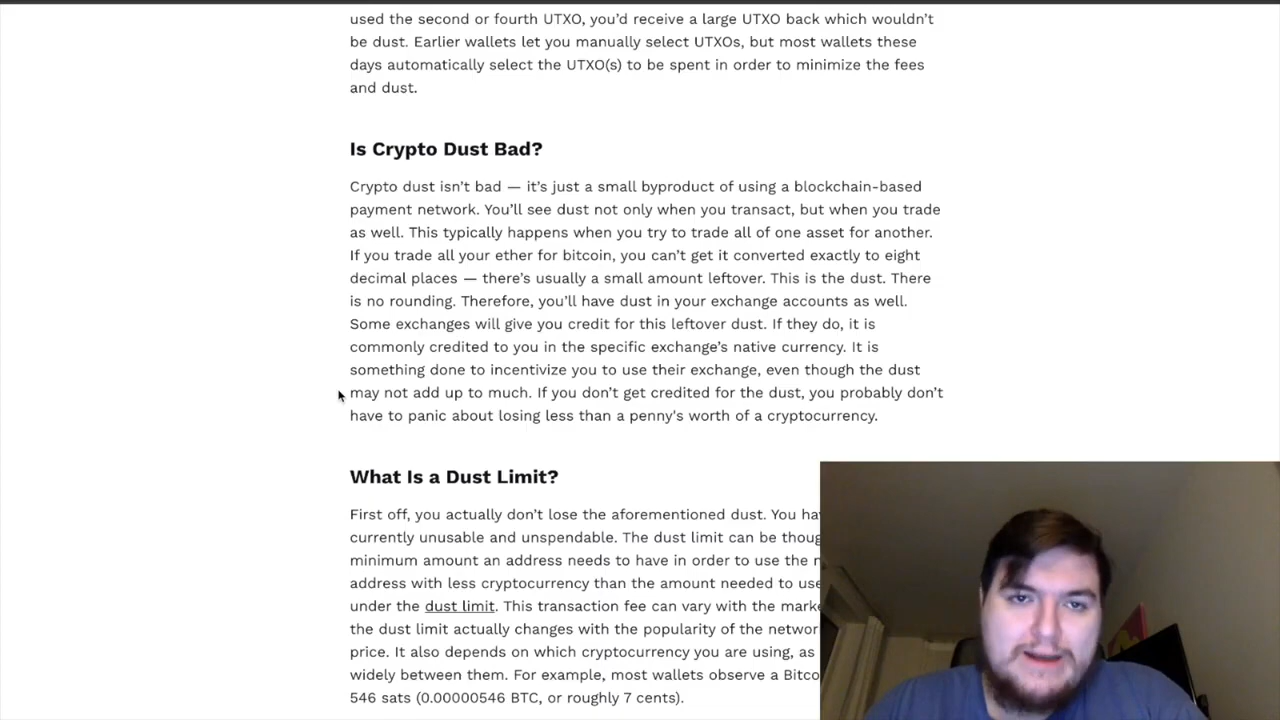 used the second or fourth UTXO, you’d receive a large UTXO back which wouldn’t
be dust. Earlier wallets let you manually select UTXOs, but most wallets these
days automatically select the UTXO(s) to be spent in order to minimize the fees
and dust.
Is Crypto Dust Bad?
Crypto dust isn’t bad — it’s just a small byproduct of using a blockchain-based
payment network. You’ll see dust not only when you transact, but when you trade
as well. This typically happens when you try to trade all of one asset for another.
If you trade all your ether for bitcoin, you can’t get it converted exactly to eight
decimal places — there’s usually a small amount leftover. This is the dust. There
is no rounding. Therefore, you’ll have dust in your exchange accounts as well.
Some exchanges will give you credit for this leftover dust. If they do, it is
commonly credited to you in the specific exchange’s native currency. It is
something done to incentivize you to use their exchange, even though the dust
may not add up to much. If you don’t get credited for the dust, you probably don’t
have to panic about losing less than a penny's worth of a cryptocurrency.
What Is a Dust Limit?
First off, you actually don’t lose the aforementioned dust. You
currently unusable and unspendable. The dust limit can be
minimum amount an address needs to have in order to use the
address with less cryptocurrency than the amount needed to use
under the dust limit. This transaction fee can vary with the
the dust limit actually changes with the popularity of the
price. It also depends on which cryptocurrency you are using, as
widely between them. For example, most wallets observe a
546 sats (0.00000546 BTC, or roughly 7 cents).